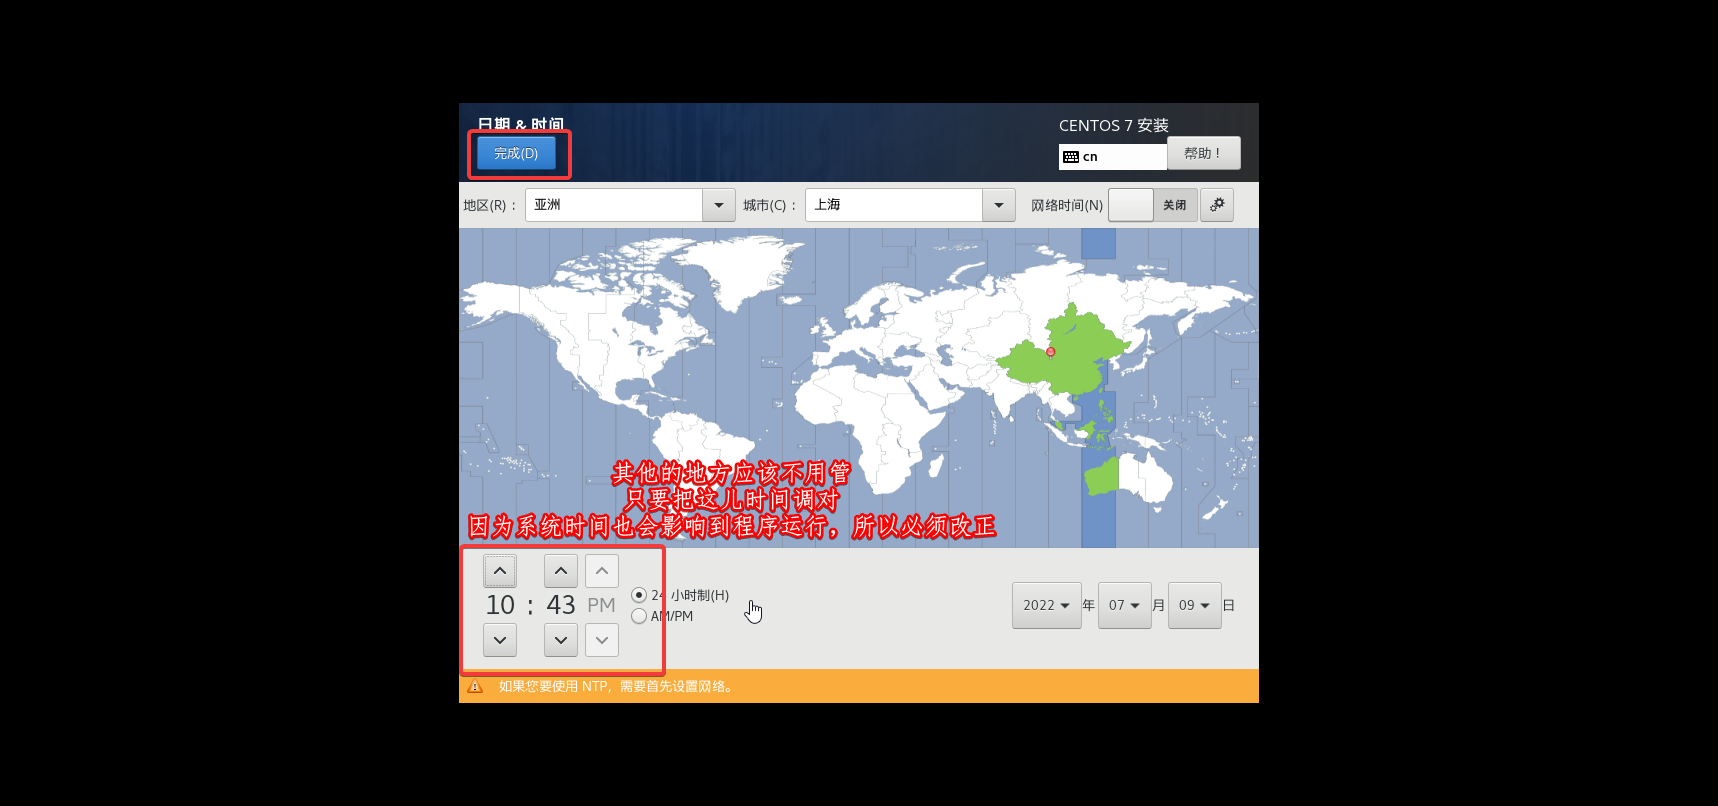 日期 & 时间
CENTOS 7 安装
完成(D)
cn
帮助！
地区(R)： 亚洲 城市(C)： 上海 网络时间(N) 关闭
其他的地方应该不用管
只要把这儿时间调对
因为系统时间也会影响到程序运行，所以必须改正
10 : 43 PM
24 小时制(H)
AM/PM
2022 年 07 月 09 日
如果您要使用 NTP，需要首先设置网络。